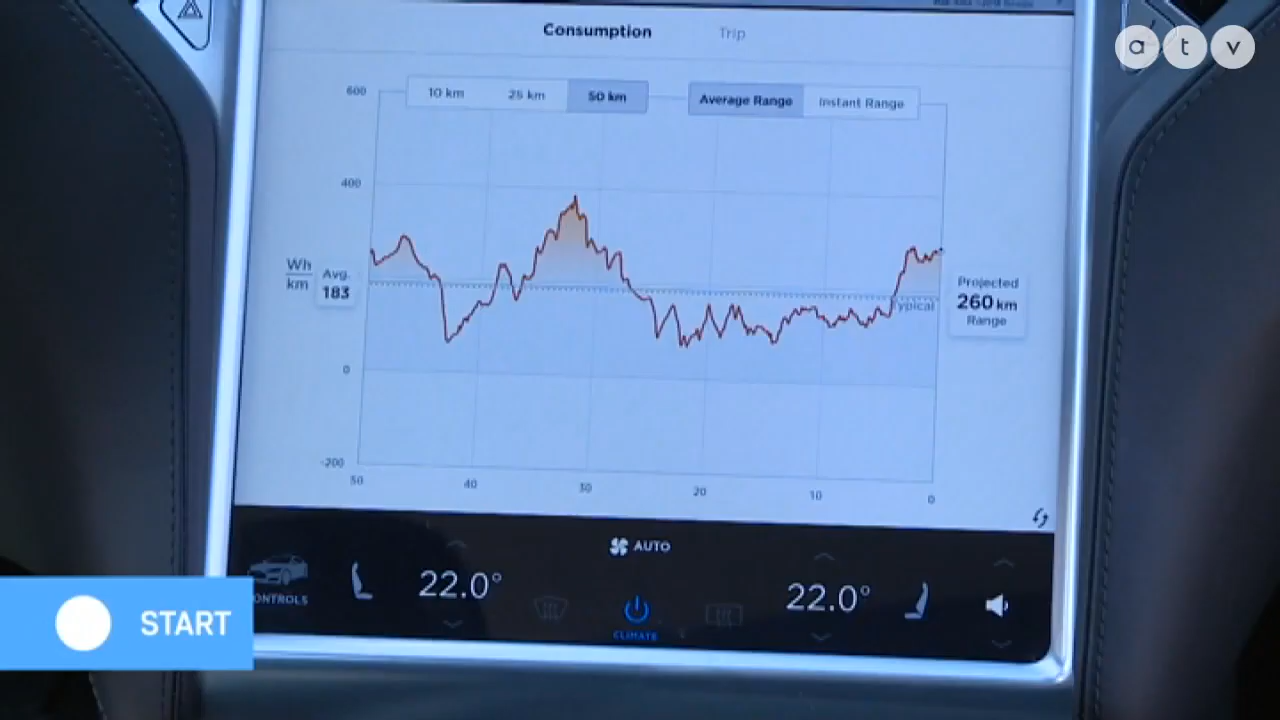 Consumption Trip
a t v
600
10 km 25 km 50 km Average Range Instant Range
400
Wh
km
Avg.
183
Typical
Projected
260 km
Range
0
-200
50 40 30 20 10 0
AUTO
22.0° 22.0°
CLIMATE
ONTROLS
START